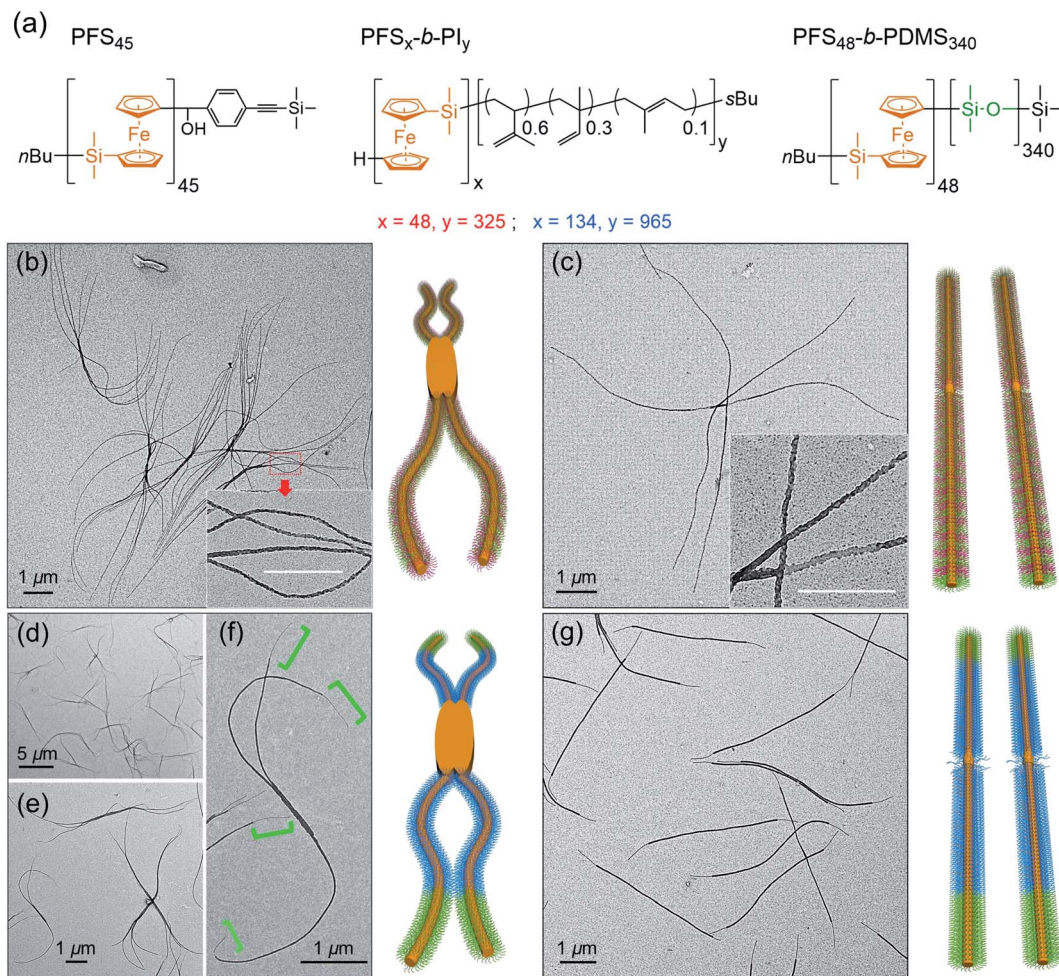 (a)
PFS45
PFSx-b-PIy
PFS48-b-PDMS340
OH
Si
Fe
nBu
Si
45
Si
Fe
H
x
0.6
0.3
0.1
y
sBu
Fe
nBu
Si
48
Si-O
Si
340
x = 48, y = 325 ; x = 134, y = 965
(b)
1 µm
(c)
1 µm
(d)
5 µm
(e)
1 µm
(f)
1 µm
(g)
1 µm